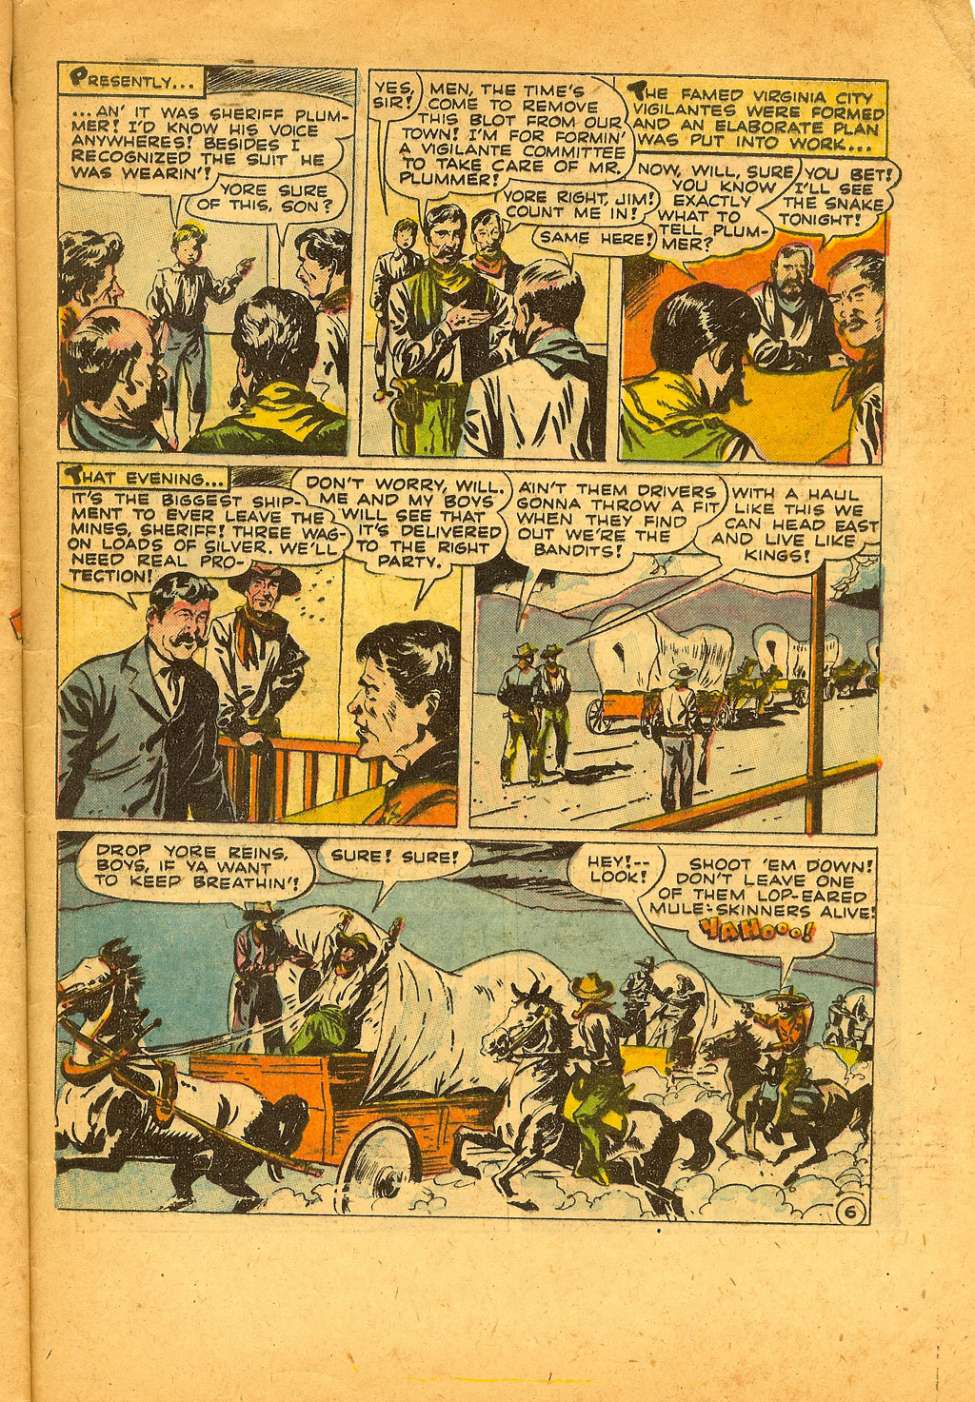 PRESENTLY...
...AN' IT WAS SHERIFF PLUM-
MER! I'D KNOW HIS VOICE
ANYWHERES! BESIDES I
RECOGNIZED THE SUIT HE
WAS WEARIN'!
YORE SURE
OF THIS, SON?
YES,
SIR!
MEN, THE TIME'S
COME TO REMOVE
THIS BLOT FROM OUR
TOWN! I'M FOR FORMIN'
A VIGILANTE COMMITTEE
TO TAKE CARE OF MR.
PLUMMER!
YORE RIGHT, JIM!
COUNT ME IN!
SAME HERE!
THE FAMED VIRGINIA CITY
VIGILANTES WERE FORMED
AND AN ELABORATE PLAN
WAS PUT INTO WORK...
NOW, WILL, SURE
YOU KNOW
EXACTLY
WHAT TO
TELL PLUM-
MER?
YOU BET!
I'LL SEE
THE SNAKE
TONIGHT!
THAT EVENING...
IT'S THE BIGGEST SHIP-
MENT TO EVER LEAVE THE
MINES, SHERIFF! THREE WAG-
ON LOADS OF SILVER. WE'LL
NEED REAL PRO-
TECTION!
DON'T WORRY, WILL.
ME AND MY BOYS
WILL SEE THAT
IT'S DELIVERED
TO THE RIGHT
PARTY.
AIN'T THEM DRIVERS
GONNA THROW A FIT
WHEN THEY FIND
OUT WE'RE THE
BANDITS!
WITH A HAUL
LIKE THIS WE
CAN HEAD EAST
AND LIVE LIKE
KINGS!
DROP YORE REINS,
BOYS, IF YA WANT
TO KEEP BREATHIN'!
SURE! SURE!
HEY!--
LOOK!
SHOOT 'EM DOWN!
DON'T LEAVE ONE
OF THEM LOP-EARED
MULE-SKINNERS ALIVE!
YAHOOO!
6